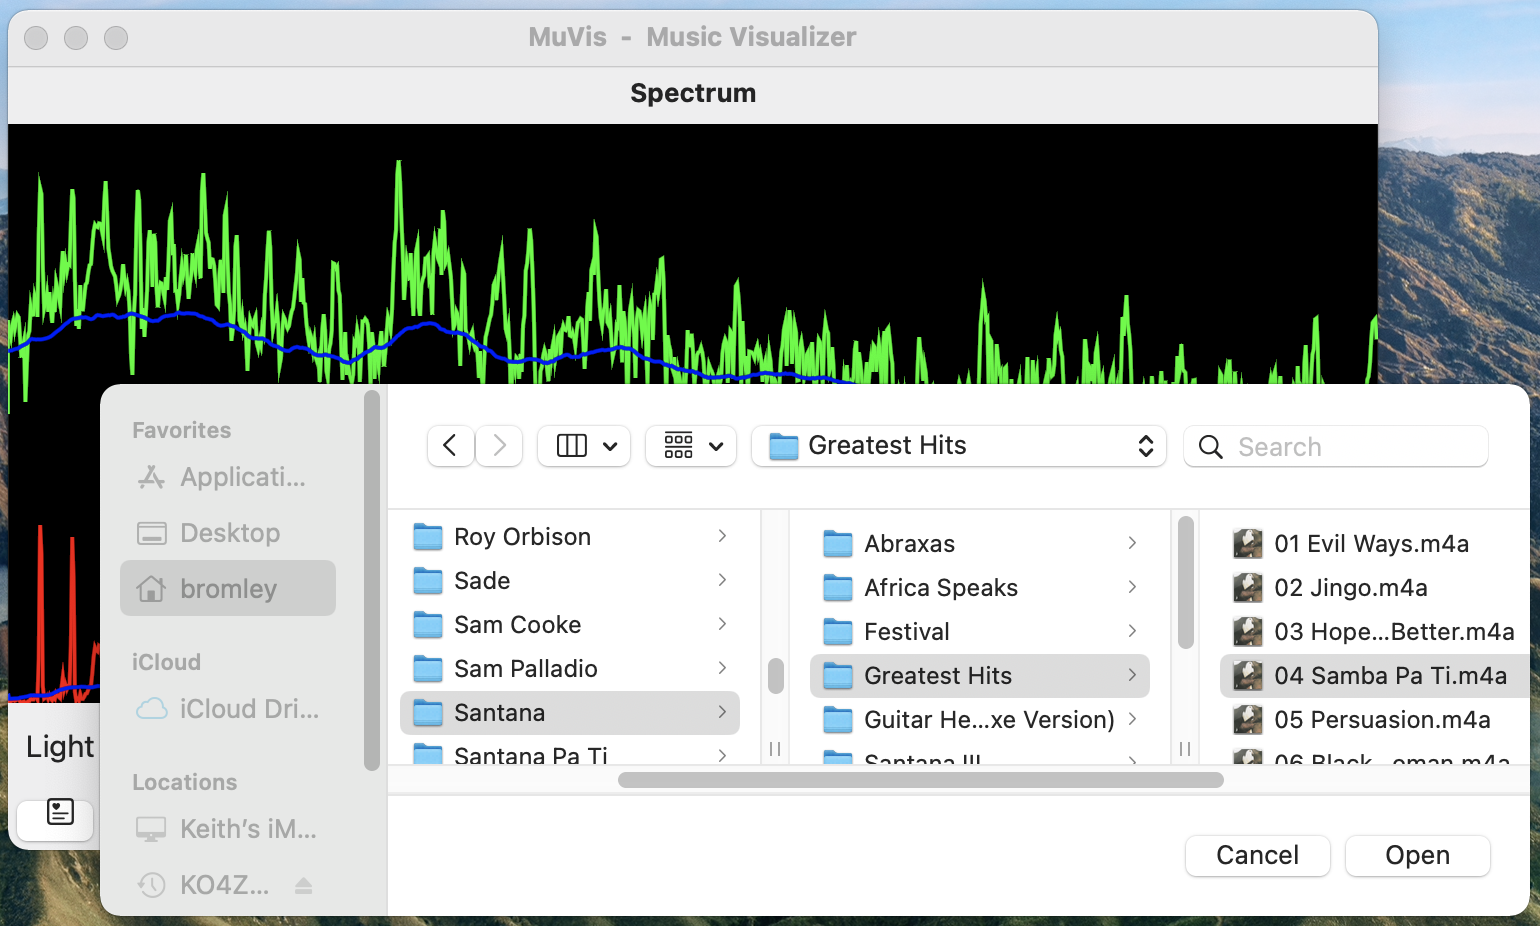 MuVis - Music Visualizer
Spectrum
Favorites
Applicati...
Desktop
bromley
iCloud
iCloud Dri...
Locations
Keith's iM...
KO4Z...
Light
Greatest Hits
Search
Roy Orbison
Sade
Sam Cooke
Sam Palladio
Santana
Santana Pa Ti
Abraxas
Africa Speaks
Festival
Greatest Hits
Guitar He...xe Version)
Santana III
01 Evil Ways.m4a
02 Jingo.m4a
03 Hope...Better.m4a
04 Samba Pa Ti.m4a
05 Persuasion.m4a
06 Black...oman.m4a
Cancel
Open